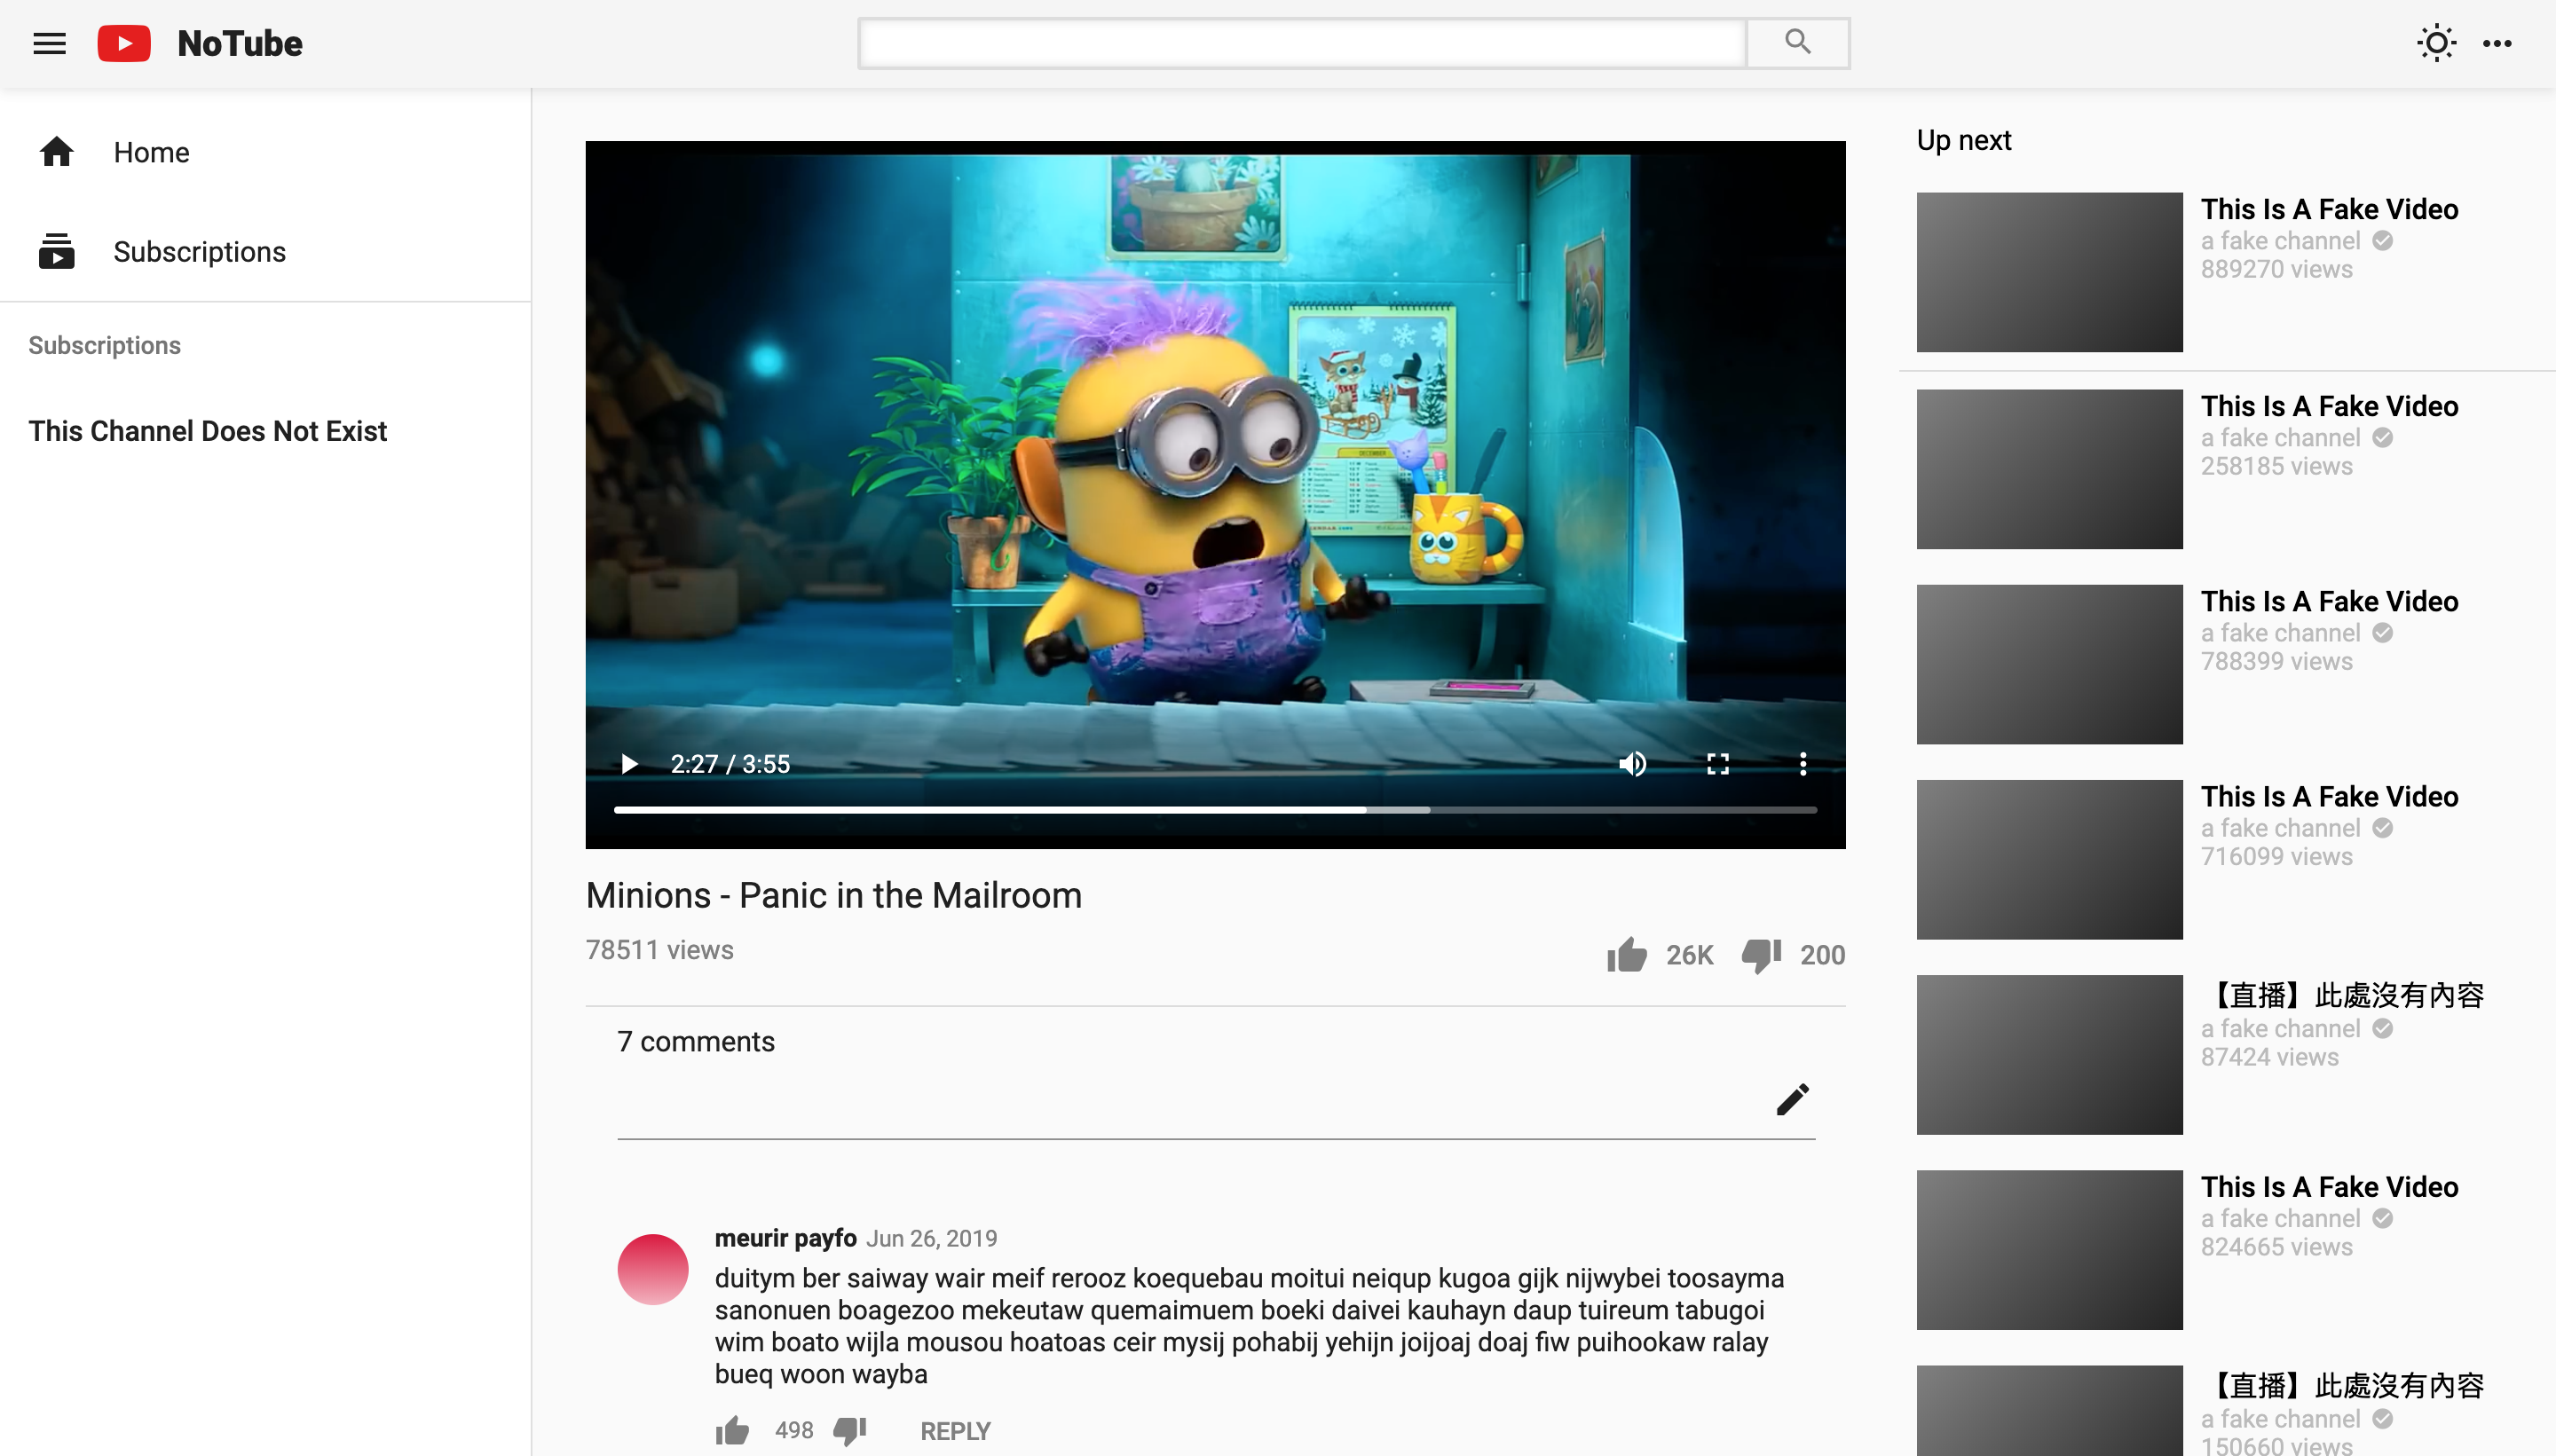 NoTube
Home
Subscriptions
Subscriptions
This Channel Does Not Exist
DECEMBER
2:27 / 3:55
Minions - Panic in the Mailroom
78511 views
26K
200
7 comments
meurir payfo Jun 26, 2019
duitym ber saiway wair meif rerooz koequebau moitui neiqup kugoa gijk nijwybei toosayma
sanonuen boagezoo mekeutaw quemaimuem boeki daivei kauhayn daup tuireum tabugoi
wim boato wijla mousou hoatoas ceir mysij pohabij yehijn joijoaj doaj fiw puihookaw ralay
bueq woon wayba
498
REPLY
Up next
This Is A Fake Video
a fake channel
889270 views
This Is A Fake Video
a fake channel
258185 views
This Is A Fake Video
a fake channel
788399 views
This Is A Fake Video
a fake channel
716099 views
【直播】此處沒有內容
a fake channel
87424 views
This Is A Fake Video
a fake channel
824665 views
【直播】此處沒有內容
a fake channel
150660 views